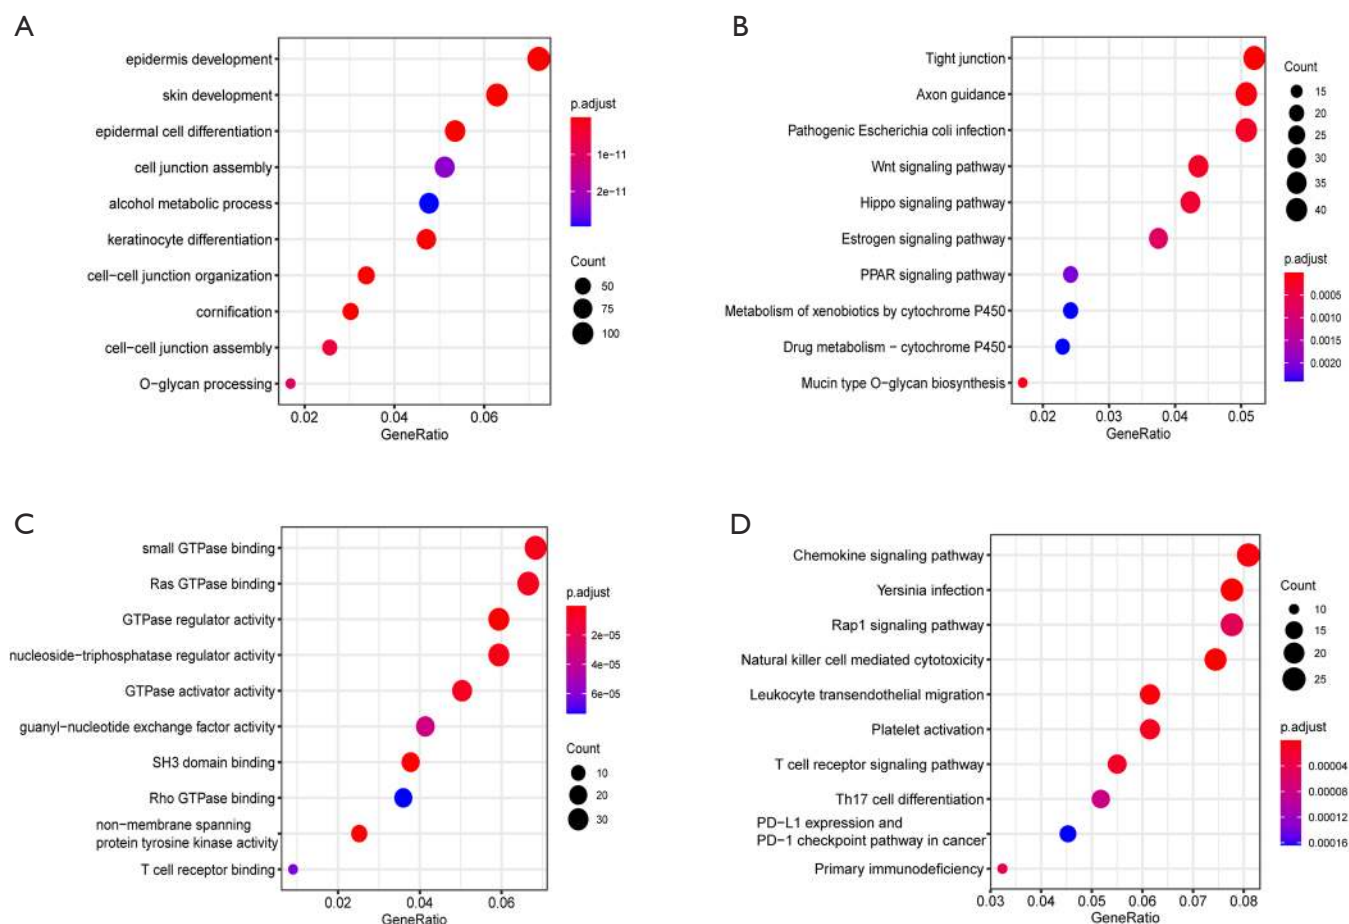 A
epidermis development
skin development
epidermal cell differentiation
cell junction assembly
alcohol metabolic process
keratinocyte differentiation
cell−cell junction organization
cornification
cell−cell junction assembly
O−glycan processing
0.02 0.04 0.06
GeneRatio
p.adjust
1e−11
2e−11
Count
50
75
100
B
Tight junction
Axon guidance
Pathogenic Escherichia coli infection
Wnt signaling pathway
Hippo signaling pathway
Estrogen signaling pathway
PPAR signaling pathway
Metabolism of xenobiotics by cytochrome P450
Drug metabolism − cytochrome P450
Mucin type O−glycan biosynthesis
0.02 0.03 0.04 0.05
GeneRatio
Count
15
20
25
30
35
40
p.adjust
0.0005
0.0010
0.0015
0.0020
C
small GTPase binding
Ras GTPase binding
GTPase regulator activity
nucleoside−triphosphatase regulator activity
GTPase activator activity
guanyl−nucleotide exchange factor activity
SH3 domain binding
Rho GTPase binding
non−membrane spanning
protein tyrosine kinase activity
T cell receptor binding
0.02 0.04 0.06
GeneRatio
p.adjust
2e−05
4e−05
6e−05
Count
10
20
30
D
Chemokine signaling pathway
Yersinia infection
Rap1 signaling pathway
Natural killer cell mediated cytotoxicity
Leukocyte transendothelial migration
Platelet activation
T cell receptor signaling pathway
Th17 cell differentiation
PD−L1 expression and
PD−1 checkpoint pathway in cancer
Primary immunodeficiency
0.03 0.04 0.05 0.06 0.07 0.08
GeneRatio
Count
10
15
20
25
p.adjust
0.00004
0.00008
0.00012
0.00016